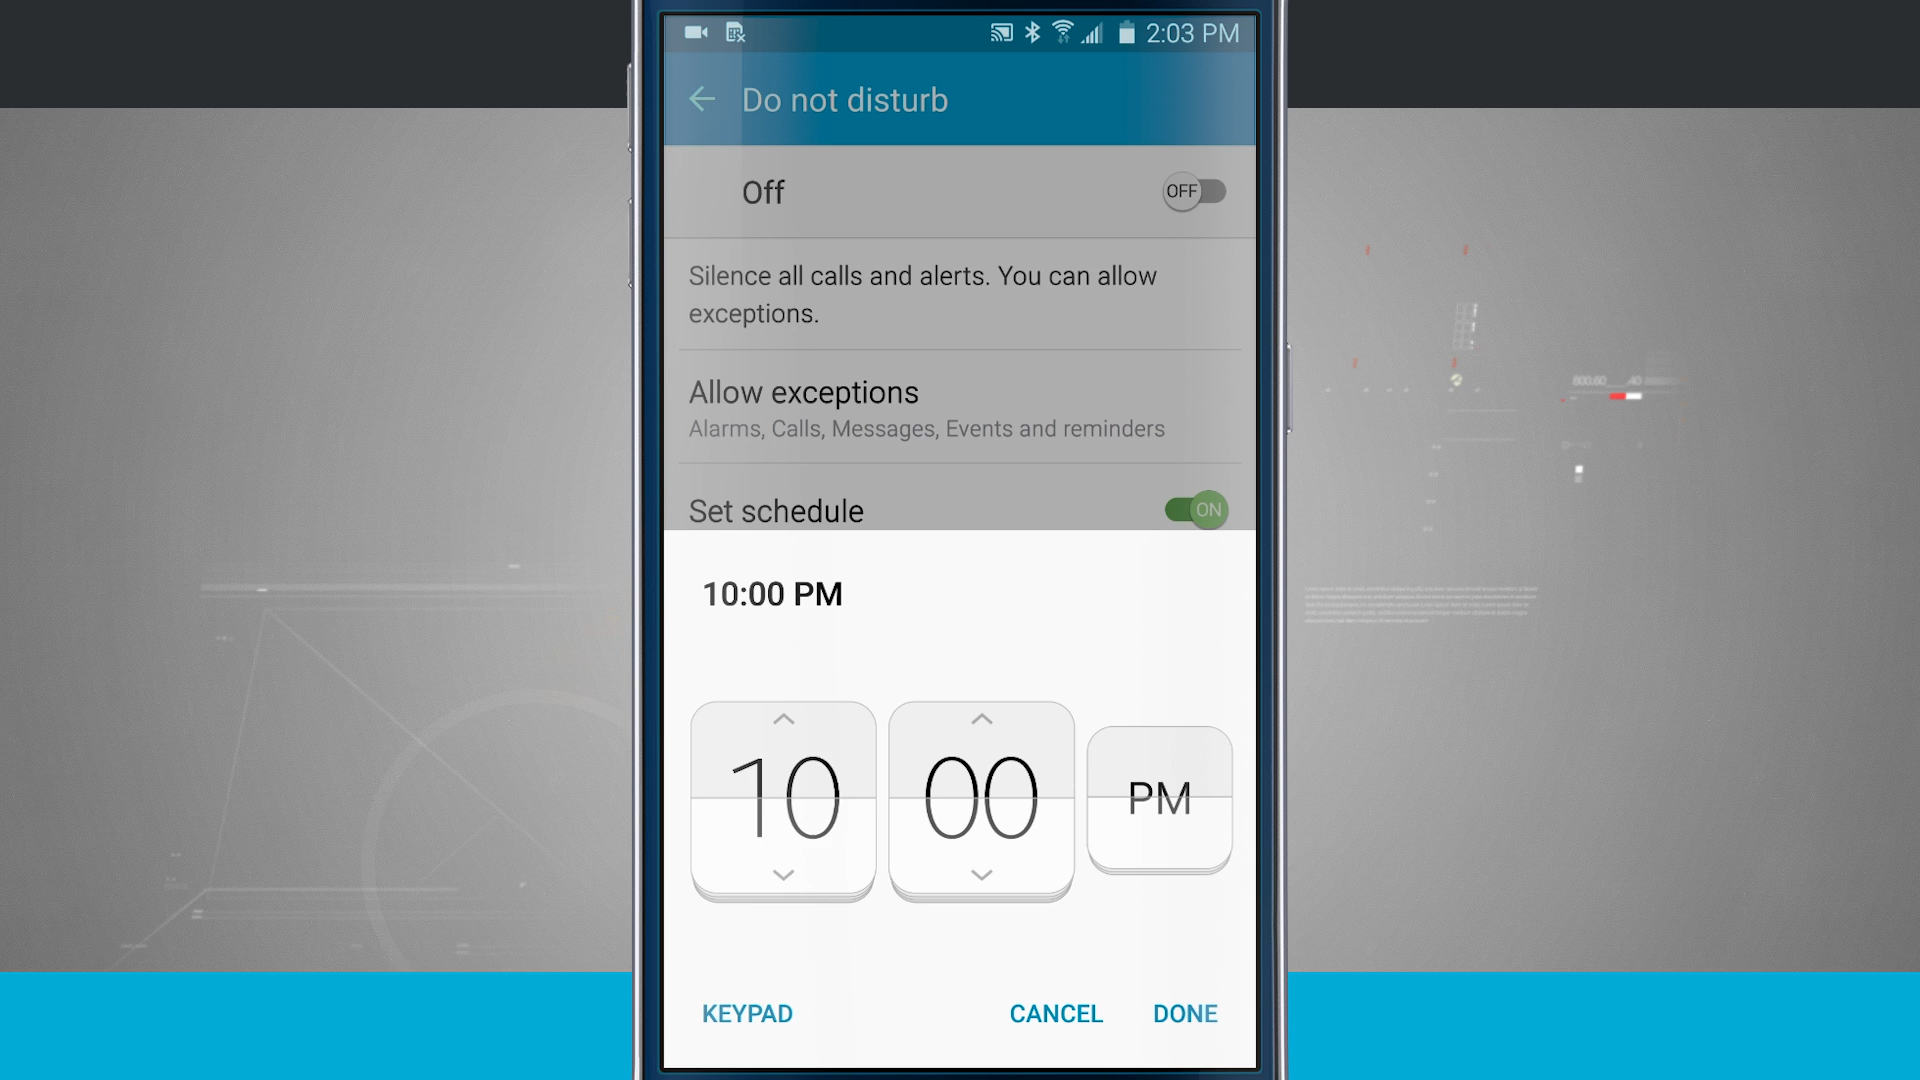 2:03 PM
Do not disturb
Off
OFF
Silence all calls and alerts. You can allow
exceptions.
Allow exceptions
Alarms, Calls, Messages, Events and reminders
Set schedule
ON
10:00 PM
10
00
PM
KEYPAD
CANCEL
DONE